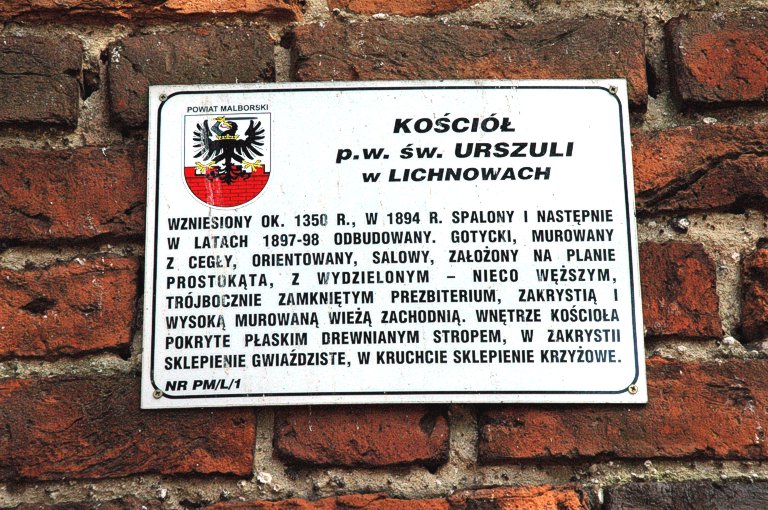 POWIAT MALBORSKI
KOŚCIÓŁ
p.w. św. URSZULI
w LICHNOWACH
WZNIESIONY OK. 1350 R., W 1894 R. SPALONY I NASTĘPNIE
W LATACH 1897-98 ODBUDOWANY. GOTYCKI, MUROWANY
Z CEGŁY, ORIENTOWANY, SALOWY, ZAŁOŻONY NA PLANIE
PROSTOKĄTA, Z WYDZIELONYM – NIECO WĘŻSZYM,
TRÓJBOCZNIE ZAMKNIĘTYM PREZBITERIUM, ZAKRYSTIĄ I
WYSOKĄ MUROWANĄ WIEŻĄ ZACHODNIĄ. WNĘTRZE KOŚCIOŁA
POKRYTE PŁASKIM DREWNIANYM STROPEM, W ZAKRYSTII
SKLEPIENIE GWIAŹDZISTE, W KRUCHCIE SKLEPIENIE KRZYŻOWE.
NR PM/L/1